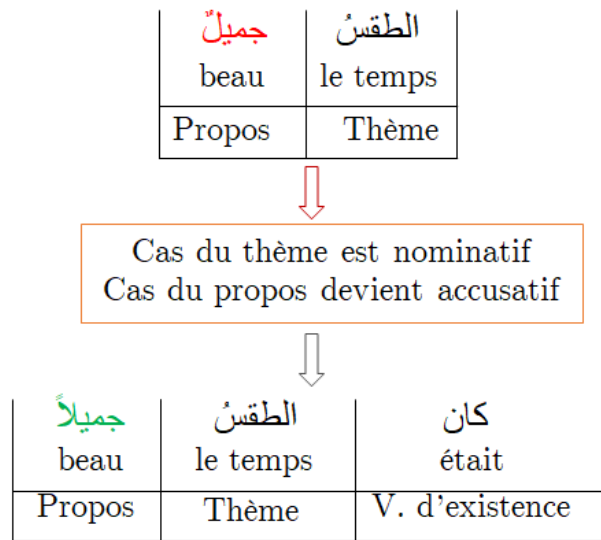 جميلٌ الطقسُ
beau le temps
Propos Thème
Cas du thème est nominatif
Cas du propos devient accusatif
جميلاً الطقسُ كان
beau le temps était
Propos Thème V. d'existence